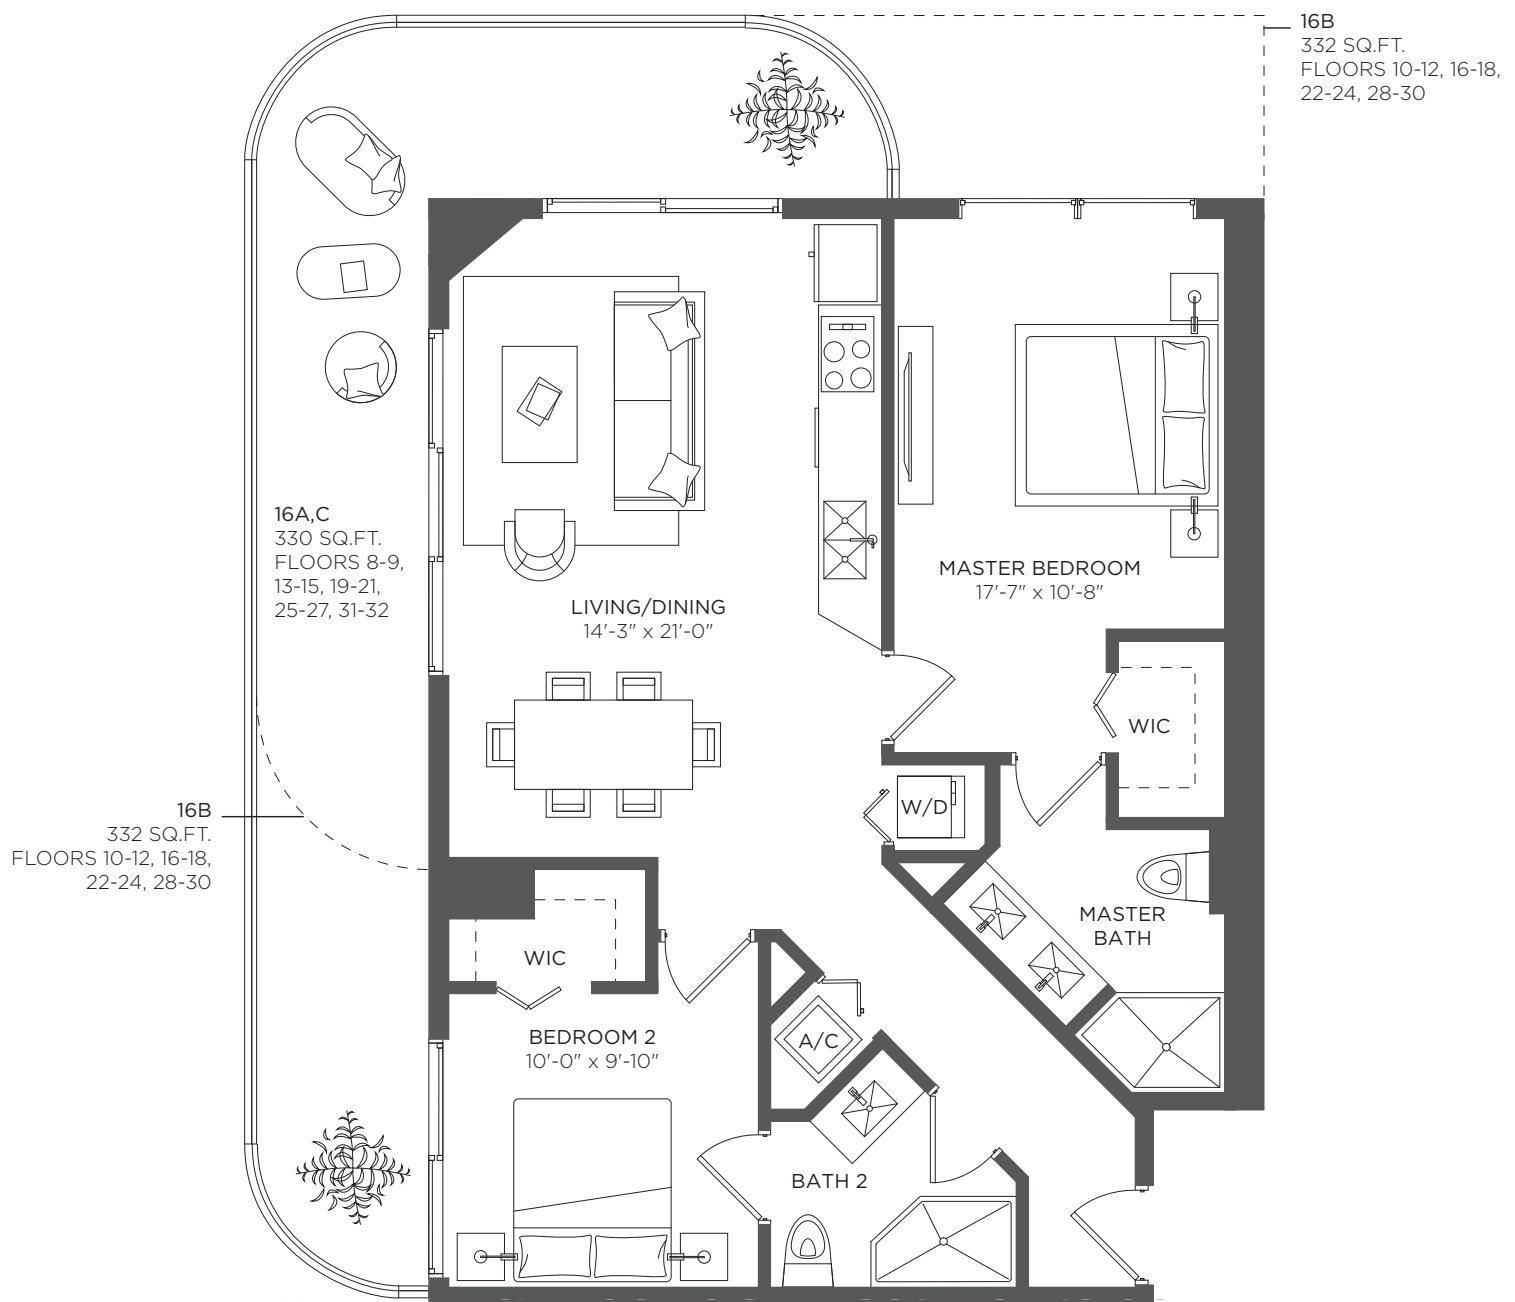 16B
332 SQ.FT.
FLOORS 10-12, 16-18,
22-24, 28-30
16A,C
330 SQ.FT.
FLOORS 8-9,
13-15, 19-21,
25-27, 31-32
MASTER BEDROOM
17'-7" x 10'-8"
LIVING/DINING
14'-3" x 21'-0"
WIC
W/D
16B
332 SQ.FT.
FLOORS 10-12, 16-18,
22-24, 28-30
MASTER
BATH
WIC
BEDROOM 2
10'-0" x 9'-10"
A/C
BATH 2